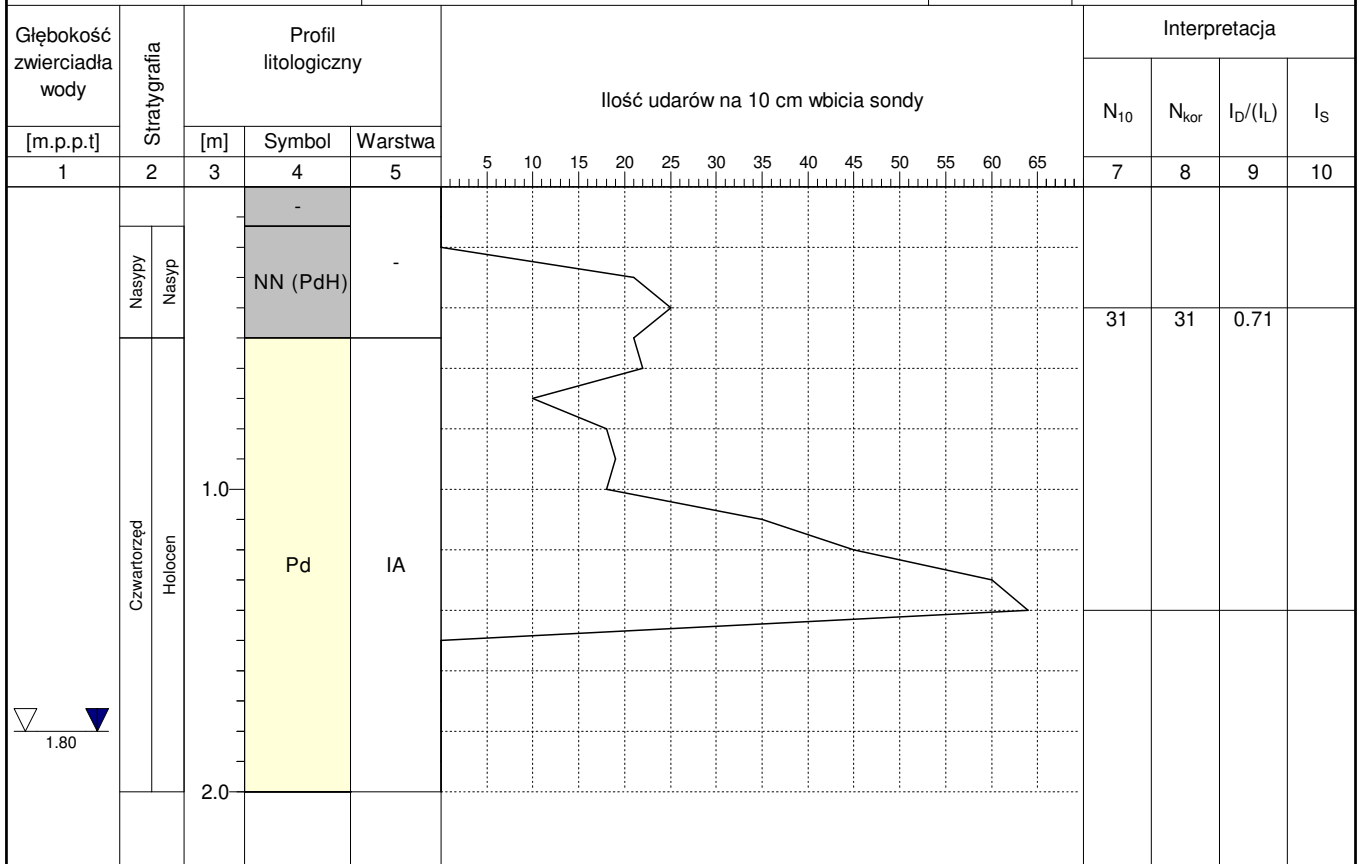 Głębokość
zwierciadła
wody
[m.p.p.t]
1
Stratygrafia
2
Profil
litologiczny
[m]
3
Symbol
4
Warstwa
5
Ilość udarów na 10 cm wbicia sondy
5 10 15 20 25 30 35 40 45 50 55 60 65
Interpretacja
N10 Nkor ID/(IL) IS
7 8 9 10
-
Nasypy
Nasyp
NN (PdH)
-
31 31 0.71
1.0
Czwartorzęd
Holocen
Pd
IA
1.80
2.0